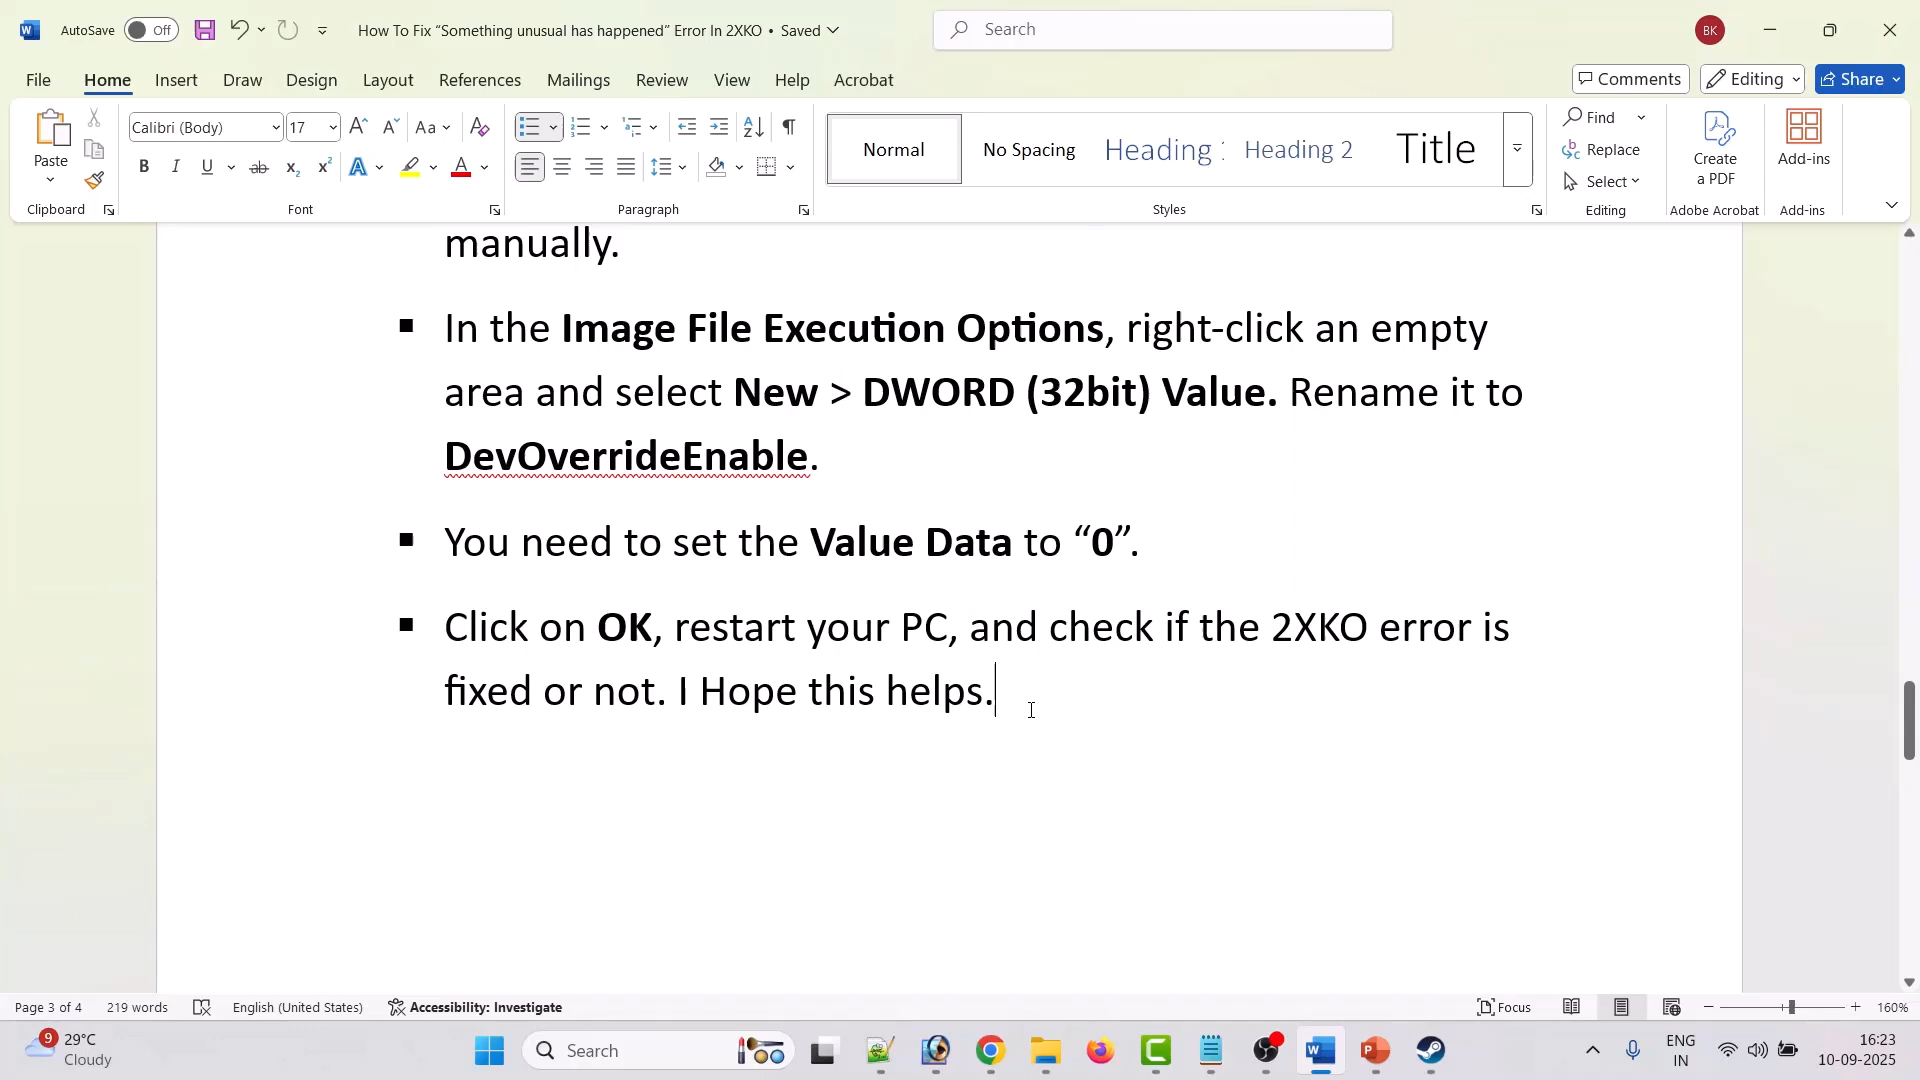 AutoSave Off How To Fix “Something unusual has happened” Error In 2XKO • Saved Search BK
File Home Insert Draw Design Layout References Mailings Review View Help Acrobat Comments Editing Share
Paste Calibri (Body) 17 Aa Normal No Spacing Heading 1 Heading 2 Title Find Replace Select Create a PDF Add-ins
Clipboard Font Paragraph Styles Editing Adobe Acrobat Add-ins
manually.
▪ In the Image File Execution Options, right-click an empty
area and select New > DWORD (32bit) Value. Rename it to
DevOverrideEnable.
▪ You need to set the Value Data to “0”.
▪ Click on OK, restart your PC, and check if the 2XKO error is
fixed or not. I Hope this helps.
Page 3 of 4 219 words English (United States) Accessibility: Investigate Focus 160%
9 29°C
Cloudy
Search
ENG
IN
16:23
10-09-2025